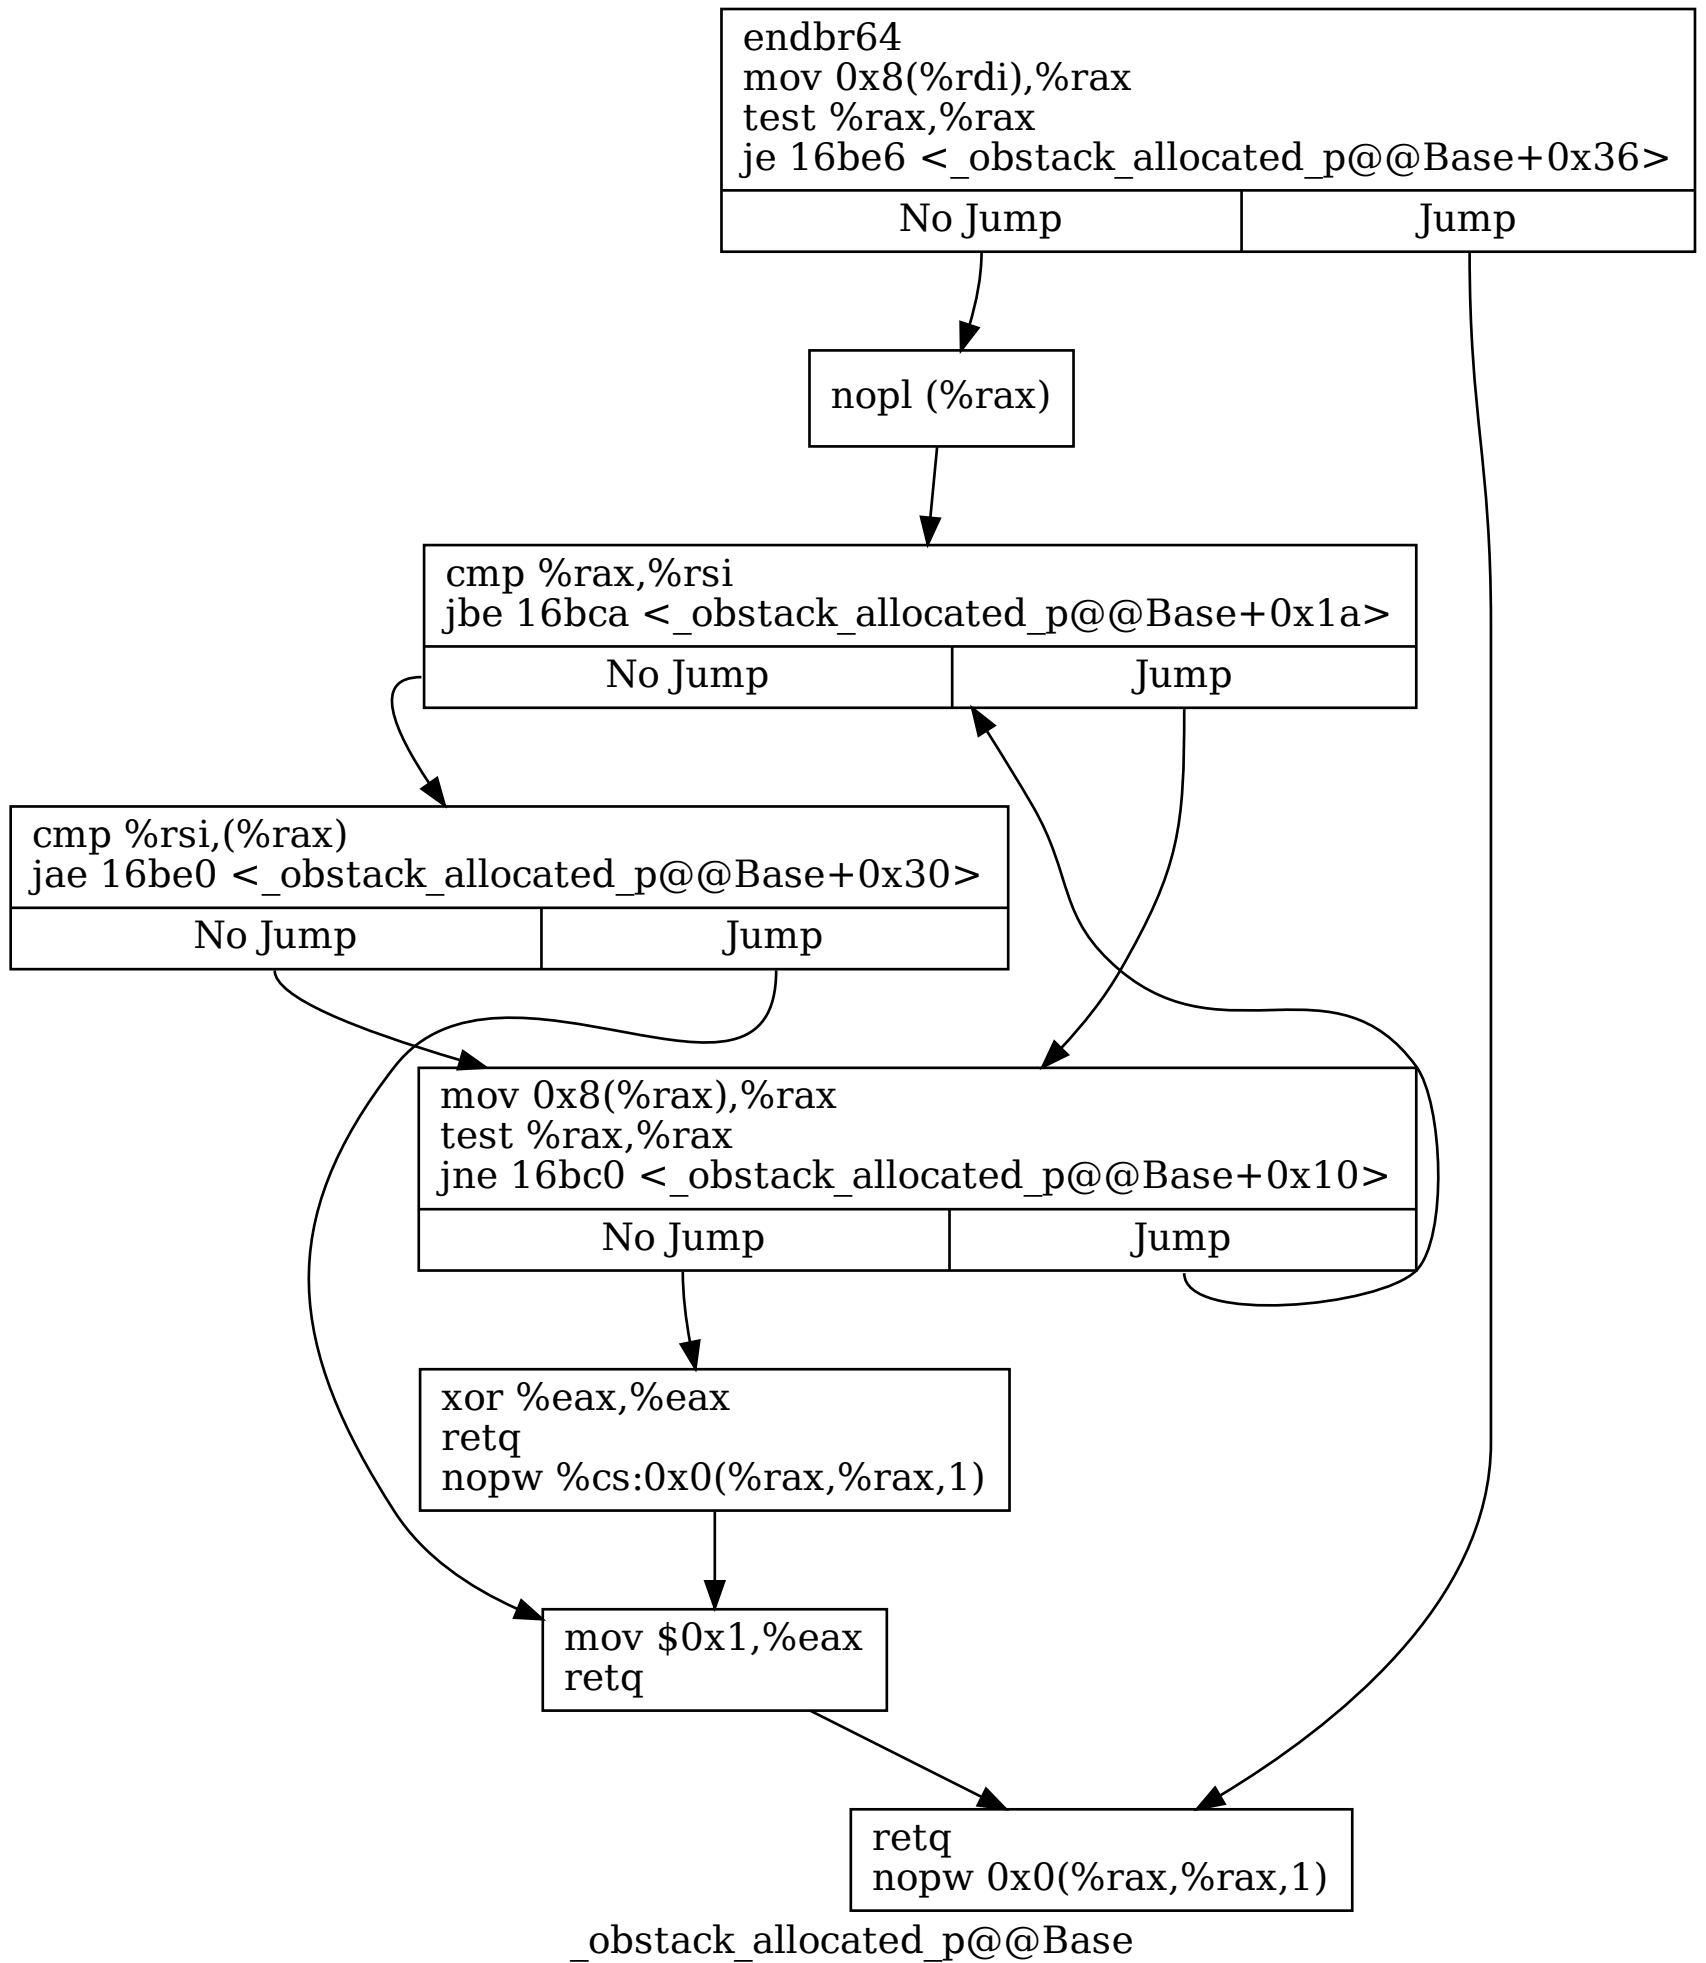 endbr64
mov 0x8(%rdi),%rax
test %rax,%rax
je 16be6 <_obstack_allocated_p@@Base+0x36>
No Jump
Jump
nopl (%rax)
cmp %rax,%rsi
jbe 16bca <_obstack_allocated_p@@Base+0x1a>
No Jump
Jump
cmp %rsi,(%rax)
jae 16be0 <_obstack_allocated_p@@Base+0x30>
No Jump
Jump
mov 0x8(%rax),%rax
test %rax,%rax
jne 16bc0 <_obstack_allocated_p@@Base+0x10>
No Jump
Jump
xor %eax,%eax
retq
nopw %cs:0x0(%rax,%rax,1)
mov $0x1,%eax
retq
retq
nopw 0x0(%rax,%rax,1)
_obstack_allocated_p@@Base